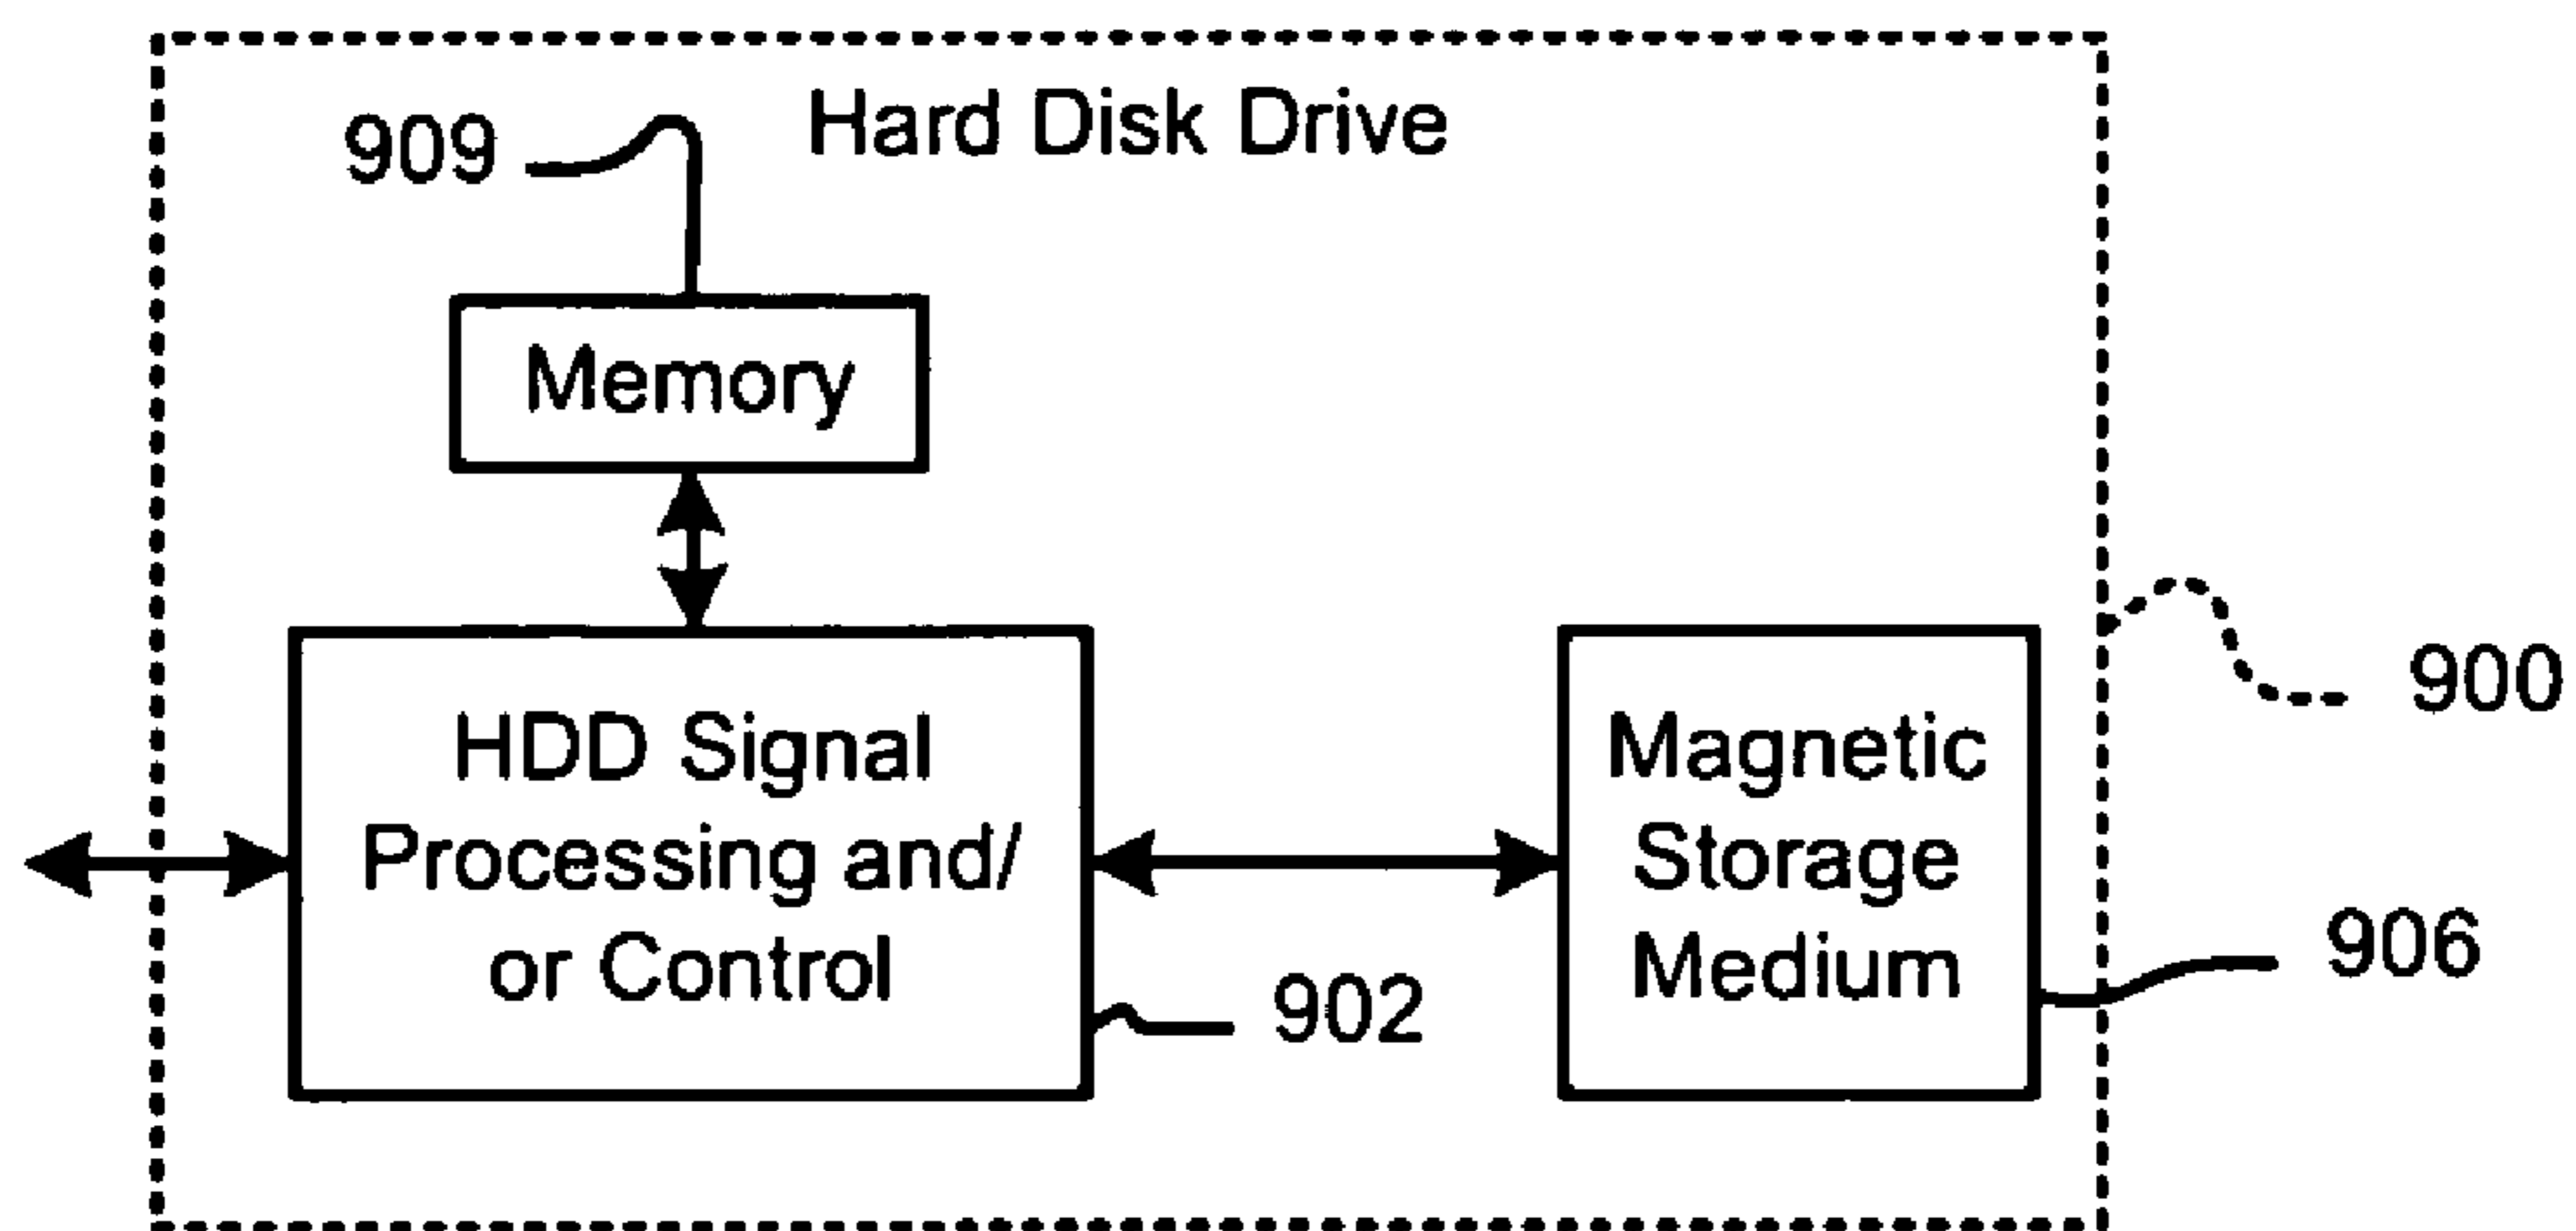 Hard Disk Drive
909
Memory
HDD Signal
Processing and/
or Control
902
Magnetic
Storage
Medium
900
906